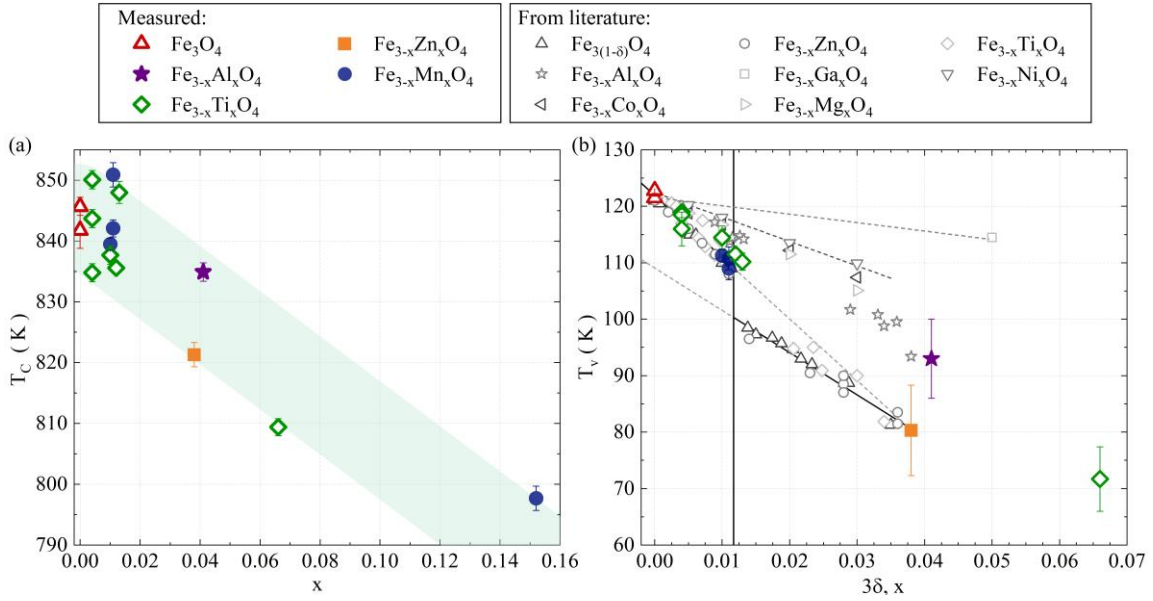 Measured:
Fe3O4
Fe3-xZnxO4
Fe3-xAlxO4
Fe3-xMnxO4
Fe3-xTixO4
From literature:
Fe3(1-δ)O4
Fe3-xZnxO4
Fe3-xTixO4
Fe3-xAlxO4
Fe3-xGaxO4
Fe3-xNixO4
Fe3-xCoxO4
Fe3-xMgxO4
(a)
850
840
830
820
810
800
790
TC ( K )
0.00 0.02 0.04 0.06 0.08 0.10 0.12 0.14 0.16
x
(b)
130
120
110
100
90
80
70
60
Tv ( K )
0.00 0.01 0.02 0.03 0.04 0.05 0.06 0.07
3δ, x